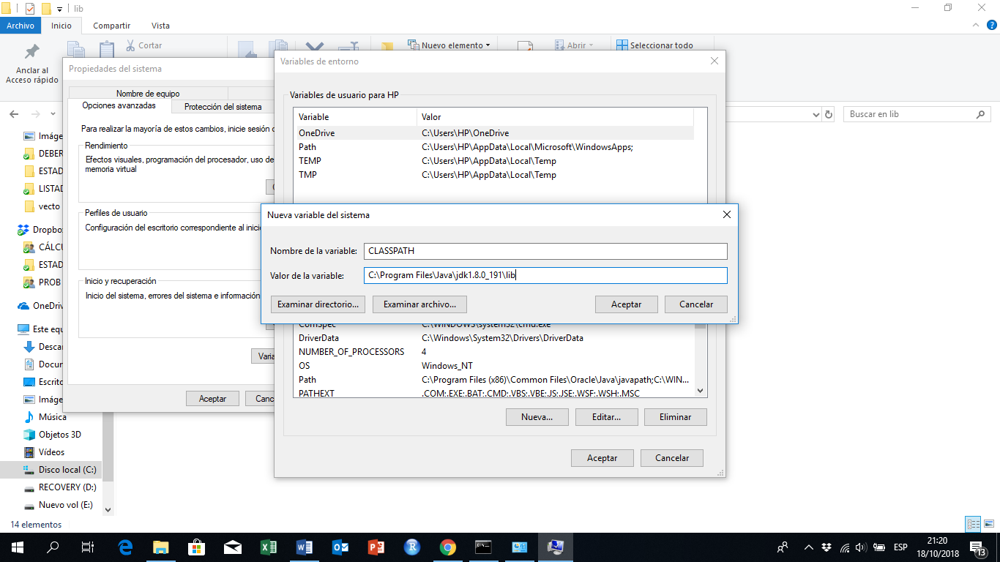 lib
Archivo
Inicio
Compartir
Vista
Cortar
Nuevo elemento
Abrir
Seleccionar todo
Anclar al
Acceso rápido
Buscar en lib
Imáge
DEBER
ESTAD
LISTAD
vecto
Dropbo
CÁLCU
ESTAD
PROB
OneDriv
Este equ
Descar
Docun
Escrito
Imáge
Música
Objetos 3D
Vídeos
Disco local (C:)
RECOVERY (D:)
Nuevo vol (E:)
14 elementos
Propiedades del sistema
Nombre de equipo
Opciones avanzadas
Protección del sistema
Para realizar la mayoría de estos cambios, inicie sesión c
Rendimiento
Efectos visuales, programación del procesador, uso de
memoria virtual
Perfiles de usuario
Configuración del escritorio correspondiente al inici
Inicio y recuperación
Inicio del sistema, errores del sistema e información
Varia
Aceptar
Canc
Variables de entorno
Variables de usuario para HP
Variable Valor
OneDrive C:\Users\HP\OneDrive
Path C:\Users\HP\AppData\Local\Microsoft\WindowsApps;
TEMP C:\Users\HP\AppData\Local\Temp
TMP C:\Users\HP\AppData\Local\Temp
Nueva variable del sistema
Nombre de la variable: CLASSPATH
Valor de la variable: C:\Program Files\Java\jdk1.8.0_191\lib
Examinar directorio... Examinar archivo... Aceptar Cancelar
ComSpec C:\WINDOWS\system32\cmd.exe
DriverData C:\Windows\System32\Drivers\DriverData
NUMBER_OF_PROCESSORS 4
OS Windows_NT
Path C:\Program Files (x86)\Common Files\Oracle\Java\javapath;C:\WIN...
PATHEXT .COM;.EXE;.BAT;.CMD;.VBS;.VBE;.JS;.JSE;.WSF;.WSH;.MSC
Nueva... Editar... Eliminar
Aceptar Cancelar
ESP
21:20
18/10/2018
13